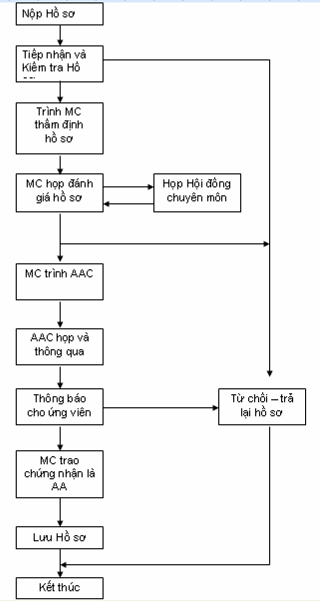 Nộp Hồ sơ
Tiếp nhận và
Kiểm tra Hồ
Trình MC
thẩm định
hồ sơ
MC họp đánh
giá hồ sơ
Họp Hội đồng
chuyên môn
MC trình AAC
AAC họp và
thông qua
Thông báo
cho ứng viên
Từ chối – trả
lại hồ sơ
MC trao
chứng nhận là
AA
Lưu Hồ sơ
Kết thúc